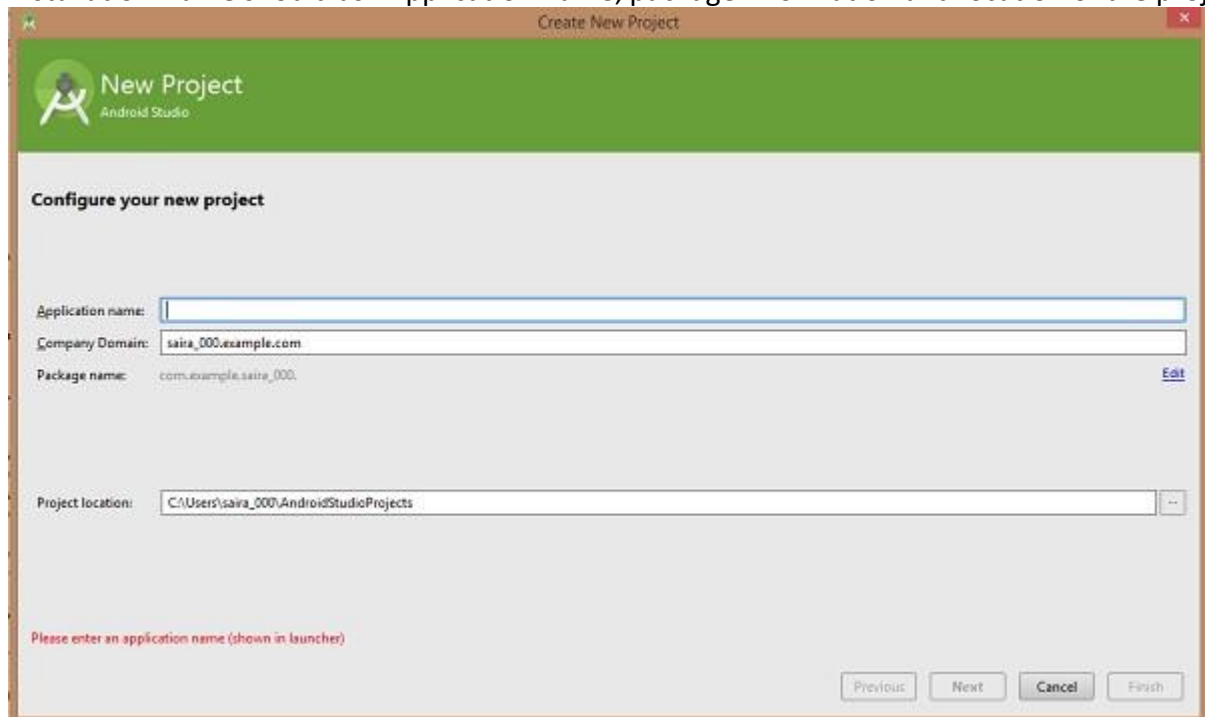 Create New Project
New Project
Android Studio
Configure your new project
Application name:
Company Domain: saira_000.example.com
Package name: com.example.saira_000. Edit
Project location: C:\Users\saira_000\AndroidStudioProjects ...
Please enter an application name (shown in launcher)
Previous Next Cancel Finish